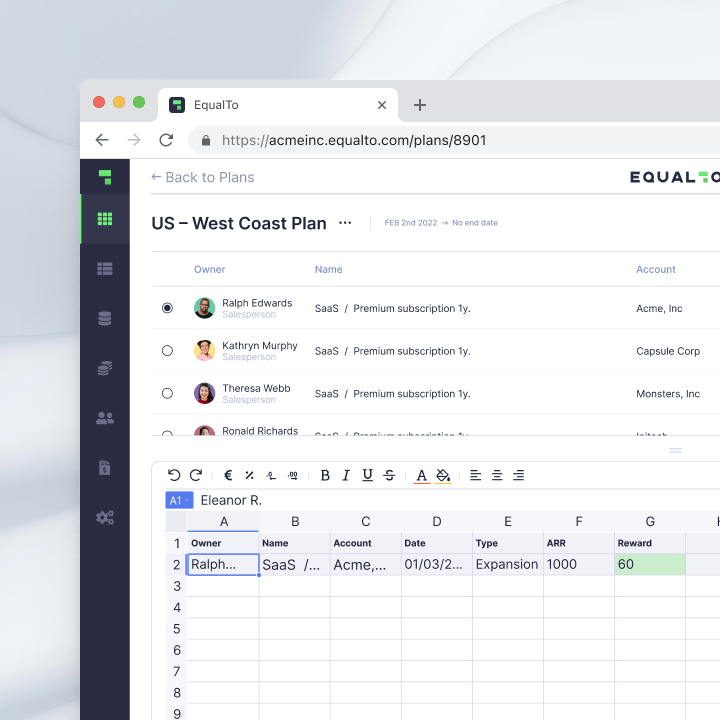 EqualTo
https://acmeinc.equalto.com/plans/8901
← Back to Plans
EQUALTO
US – West Coast Plan ···
FEB 2nd 2022 → No end date
Owner Name Account
Ralph Edwards
Salesperson
SaaS / Premium subscription 1y.
Acme, Inc
Kathryn Murphy
Salesperson
SaaS / Premium subscription 1y.
Capsule Corp
Theresa Webb
Salesperson
SaaS / Premium subscription 1y.
Monsters, Inc
Ronald Richards
€ % .0 .00 B I U S A
A1 Eleanor R.
A B C D E F G H
1 Owner Name Account Date Type ARR Reward
2 Ralph... SaaS /... Acme,... 01/03/2... Expansion 1000 60
3
4
5
6
7
8
9